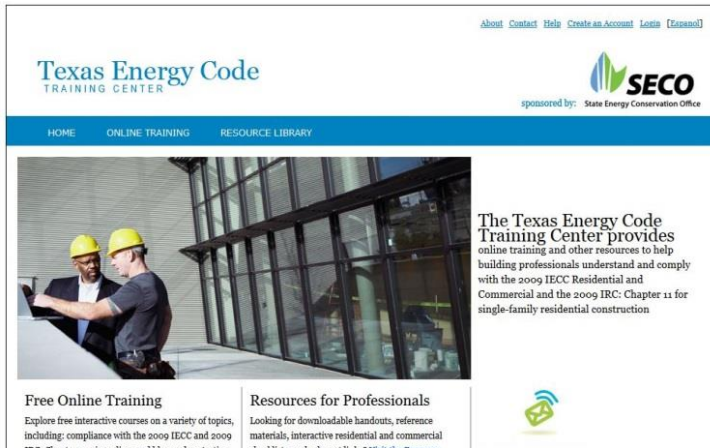 About Contact Help Create an Account Login [Espanol]
Texas Energy Code
TRAINING CENTER
SECO
sponsored by: State Energy Conservation Office
HOME ONLINE TRAINING RESOURCE LIBRARY
The Texas Energy Code
Training Center provides
online training and other resources to help
building professionals understand and comply
with the 2009 IECC Residential and
Commercial and the 2009 IRC: Chapter 11 for
single-family residential construction
Free Online Training
Explore free interactive courses on a variety of topics,
including: compliance with the 2009 IECC and 2009
Resources for Professionals
Looking for downloadable handouts, reference
materials, interactive residential and commercial